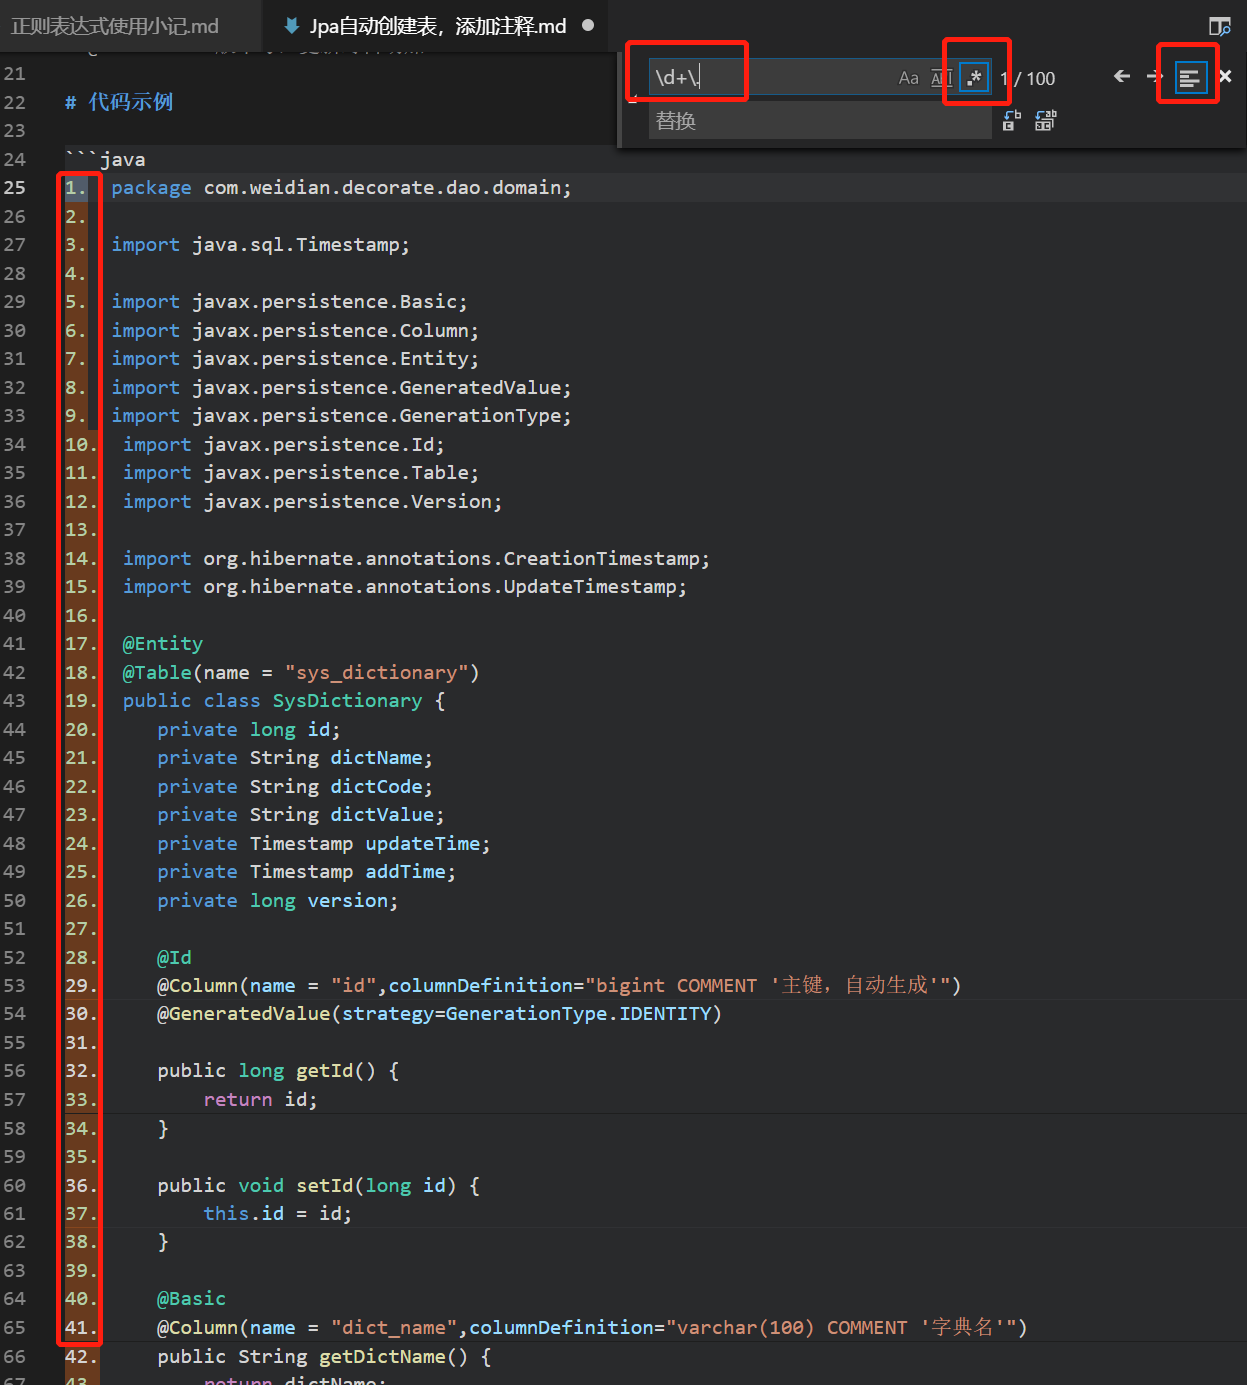 正则表达式使用小记.md
Jpa自动创建表，添加注释.md
\d+\.
Aa
.*
1 / 100
替换
21
22 # 代码示例
23
24 ```java
25 1. package com.weidian.decorate.dao.domain;
26 2.
27 3. import java.sql.Timestamp;
28 4.
29 5. import javax.persistence.Basic;
30 6. import javax.persistence.Column;
31 7. import javax.persistence.Entity;
32 8. import javax.persistence.GeneratedValue;
33 9. import javax.persistence.GenerationType;
34 10. import javax.persistence.Id;
35 11. import javax.persistence.Table;
36 12. import javax.persistence.Version;
37 13.
38 14. import org.hibernate.annotations.CreationTimestamp;
39 15. import org.hibernate.annotations.UpdateTimestamp;
40 16.
41 17. @Entity
42 18. @Table(name = "sys_dictionary")
43 19. public class SysDictionary {
44 20. private long id;
45 21. private String dictName;
46 22. private String dictCode;
47 23. private String dictValue;
48 24. private Timestamp updateTime;
49 25. private Timestamp addTime;
50 26. private long version;
51 27.
52 28. @Id
53 29. @Column(name = "id",columnDefinition="bigint COMMENT '主键，自动生成'")
54 30. @GeneratedValue(strategy=GenerationType.IDENTITY)
55 31.
56 32. public long getId() {
57 33. return id;
58 34. }
59 35.
60 36. public void setId(long id) {
61 37. this.id = id;
62 38. }
63 39.
64 40. @Basic
65 41. @Column(name = "dict_name",columnDefinition="varchar(100) COMMENT '字典名'")
66 42. public String getDictName() {
67 43. return dictName;